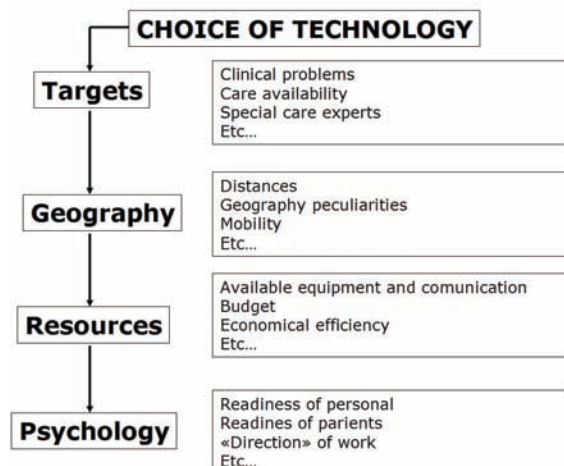 CHOICE OF TECHNOLOGY
Targets
Clinical problems
Care availability
Special care experts
Etc...
Geography
Distances
Geography peculiarities
Mobility
Etc...
Resources
Available equipment and comunication
Budget
Economical efficiency
Etc...
Psychology
Readiness of personal
Readines of parients
«Direction» of work
Etc...